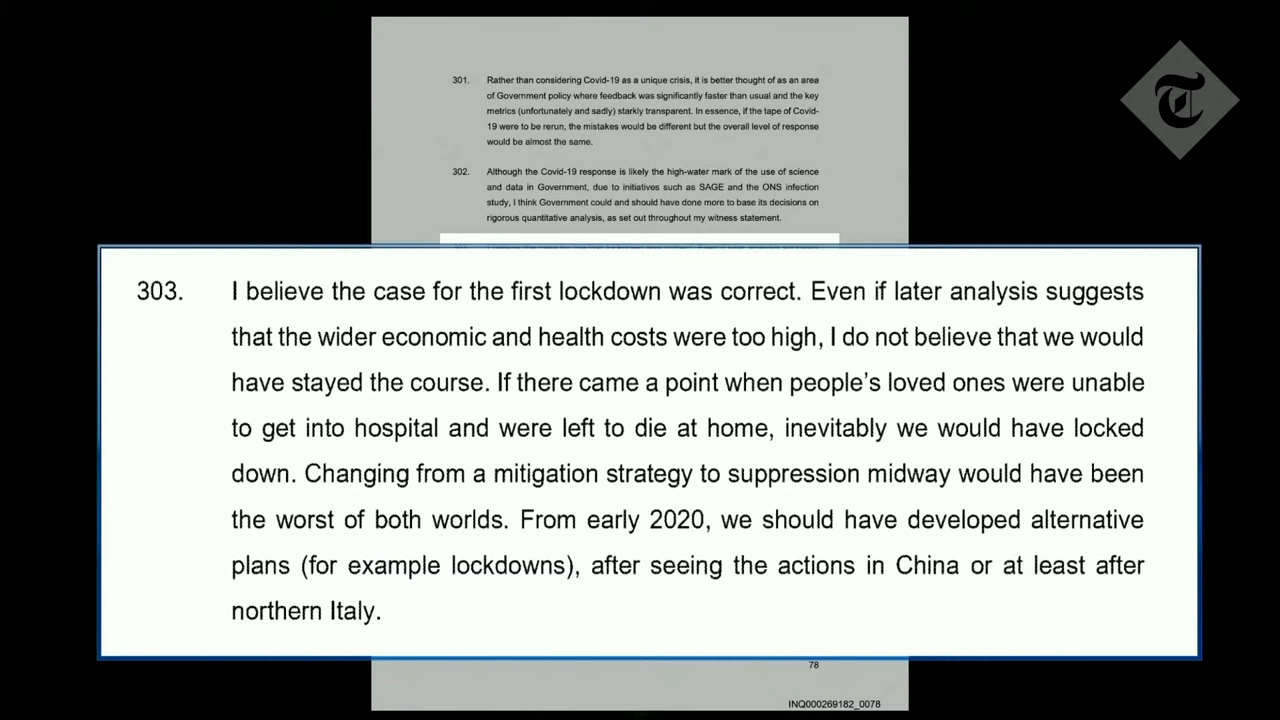 301. Rather than considering Covid-19 as a unique crisis, it is better thought of as an area
of Government policy where feedback was significantly faster than usual and the key
metrics (unfortunately and sadly) starkly transparent. In essence, if the tape of Covid-
19 were to be rerun, the mistakes would be different but the overall level of response
would be almost the same.
302. Although the Covid-19 response is likely the high-water mark of the use of science
and data in Government, due to initiatives such as SAGE and the ONS infection
study, I think Government could and should have done more to base its decisions on
rigorous quantitative analysis, as set out throughout my witness statement.
303. I believe the case for the first lockdown was correct. Even if later analysis suggests
that the wider economic and health costs were too high, I do not believe that we would
have stayed the course. If there came a point when people’s loved ones were unable
to get into hospital and were left to die at home, inevitably we would have locked
down. Changing from a mitigation strategy to suppression midway would have been
the worst of both worlds. From early 2020, we should have developed alternative
plans (for example lockdowns), after seeing the actions in China or at least after
northern Italy.
78
INQ000269182_0078
T